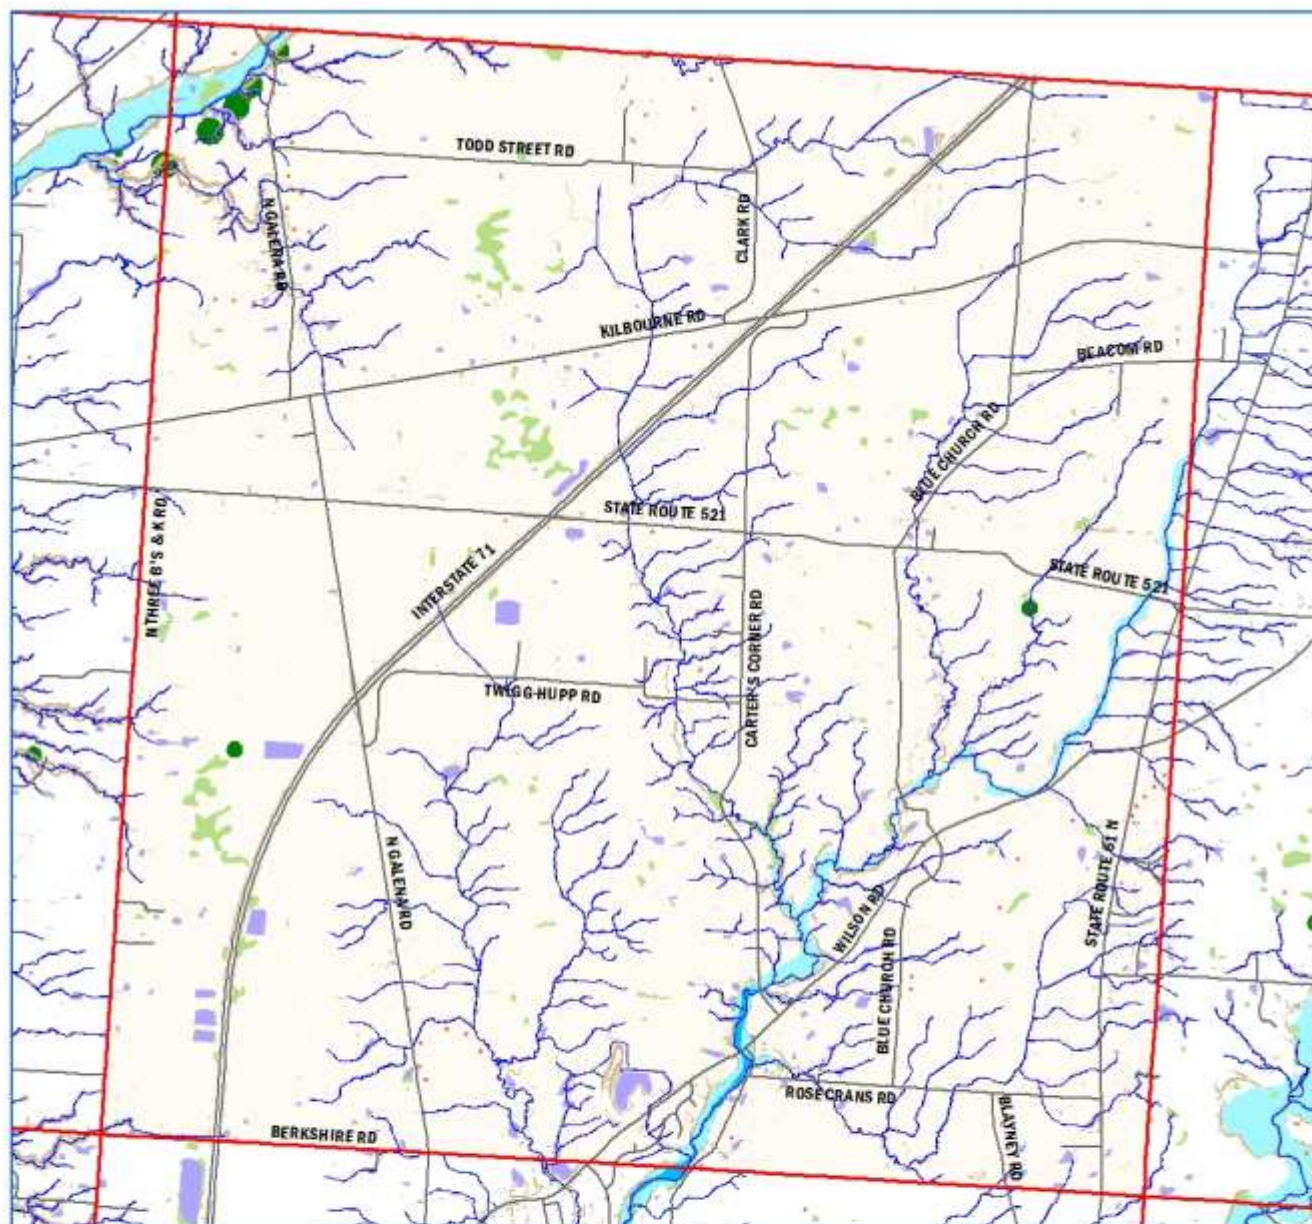 TODD STREET RD
N GALENA RD
CLARK RD
KILBOURNE RD
BEACOM RD
BLUE CHURCH RD
N THREE B'S & K RD
STATE ROUTE 521
INTERSTATE 71
STATE ROUTE 521
CARTER'S CORNER RD
TWIGG-HUPP RD
N GALENA RD
WILSON RD
STATE ROUTE 61 N
BLUE CHURCH RD
ROSECRANS RD
BLAYNEY RD
BERKSHIRE RD